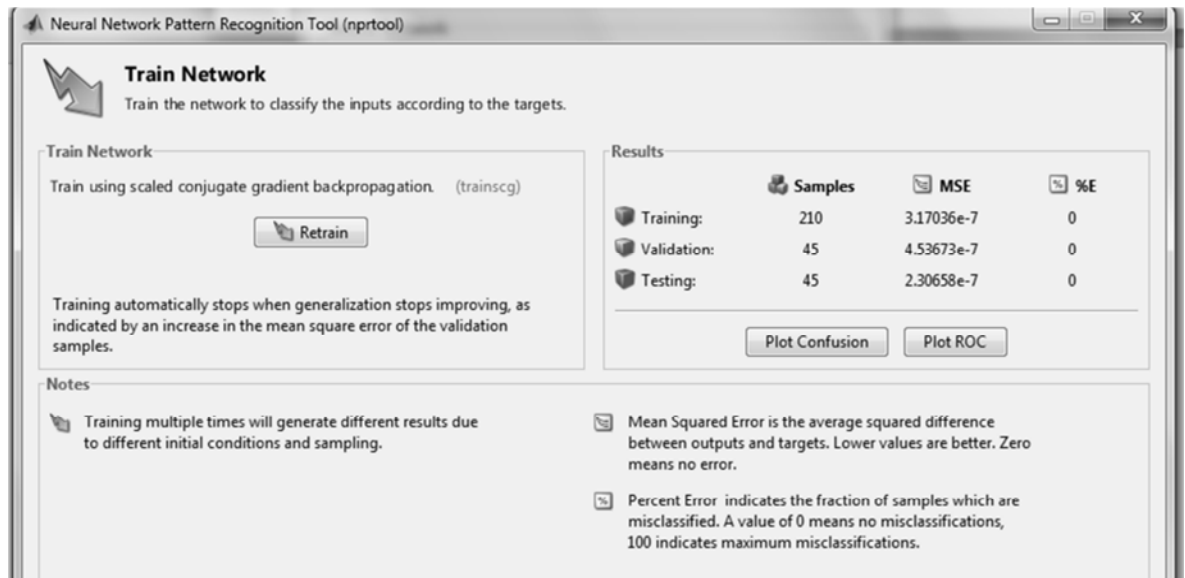 Neural Network Pattern Recognition Tool (nprtool)
Train Network
Train the network to classify the inputs according to the targets.
Train Network
Train using scaled conjugate gradient backpropagation. (trainscg)
Retrain
Training automatically stops when generalization stops improving, as
indicated by an increase in the mean square error of the validation
samples.
Results
Samples MSE %E
Training: 210 3.17036e-7 0
Validation: 45 4.53673e-7 0
Testing: 45 2.30658e-7 0
Plot Confusion Plot ROC
Notes
Training multiple times will generate different results due
to different initial conditions and sampling.
Mean Squared Error is the average squared difference
between outputs and targets. Lower values are better. Zero
means no error.
Percent Error indicates the fraction of samples which are
misclassified. A value of 0 means no misclassifications,
100 indicates maximum misclassifications.